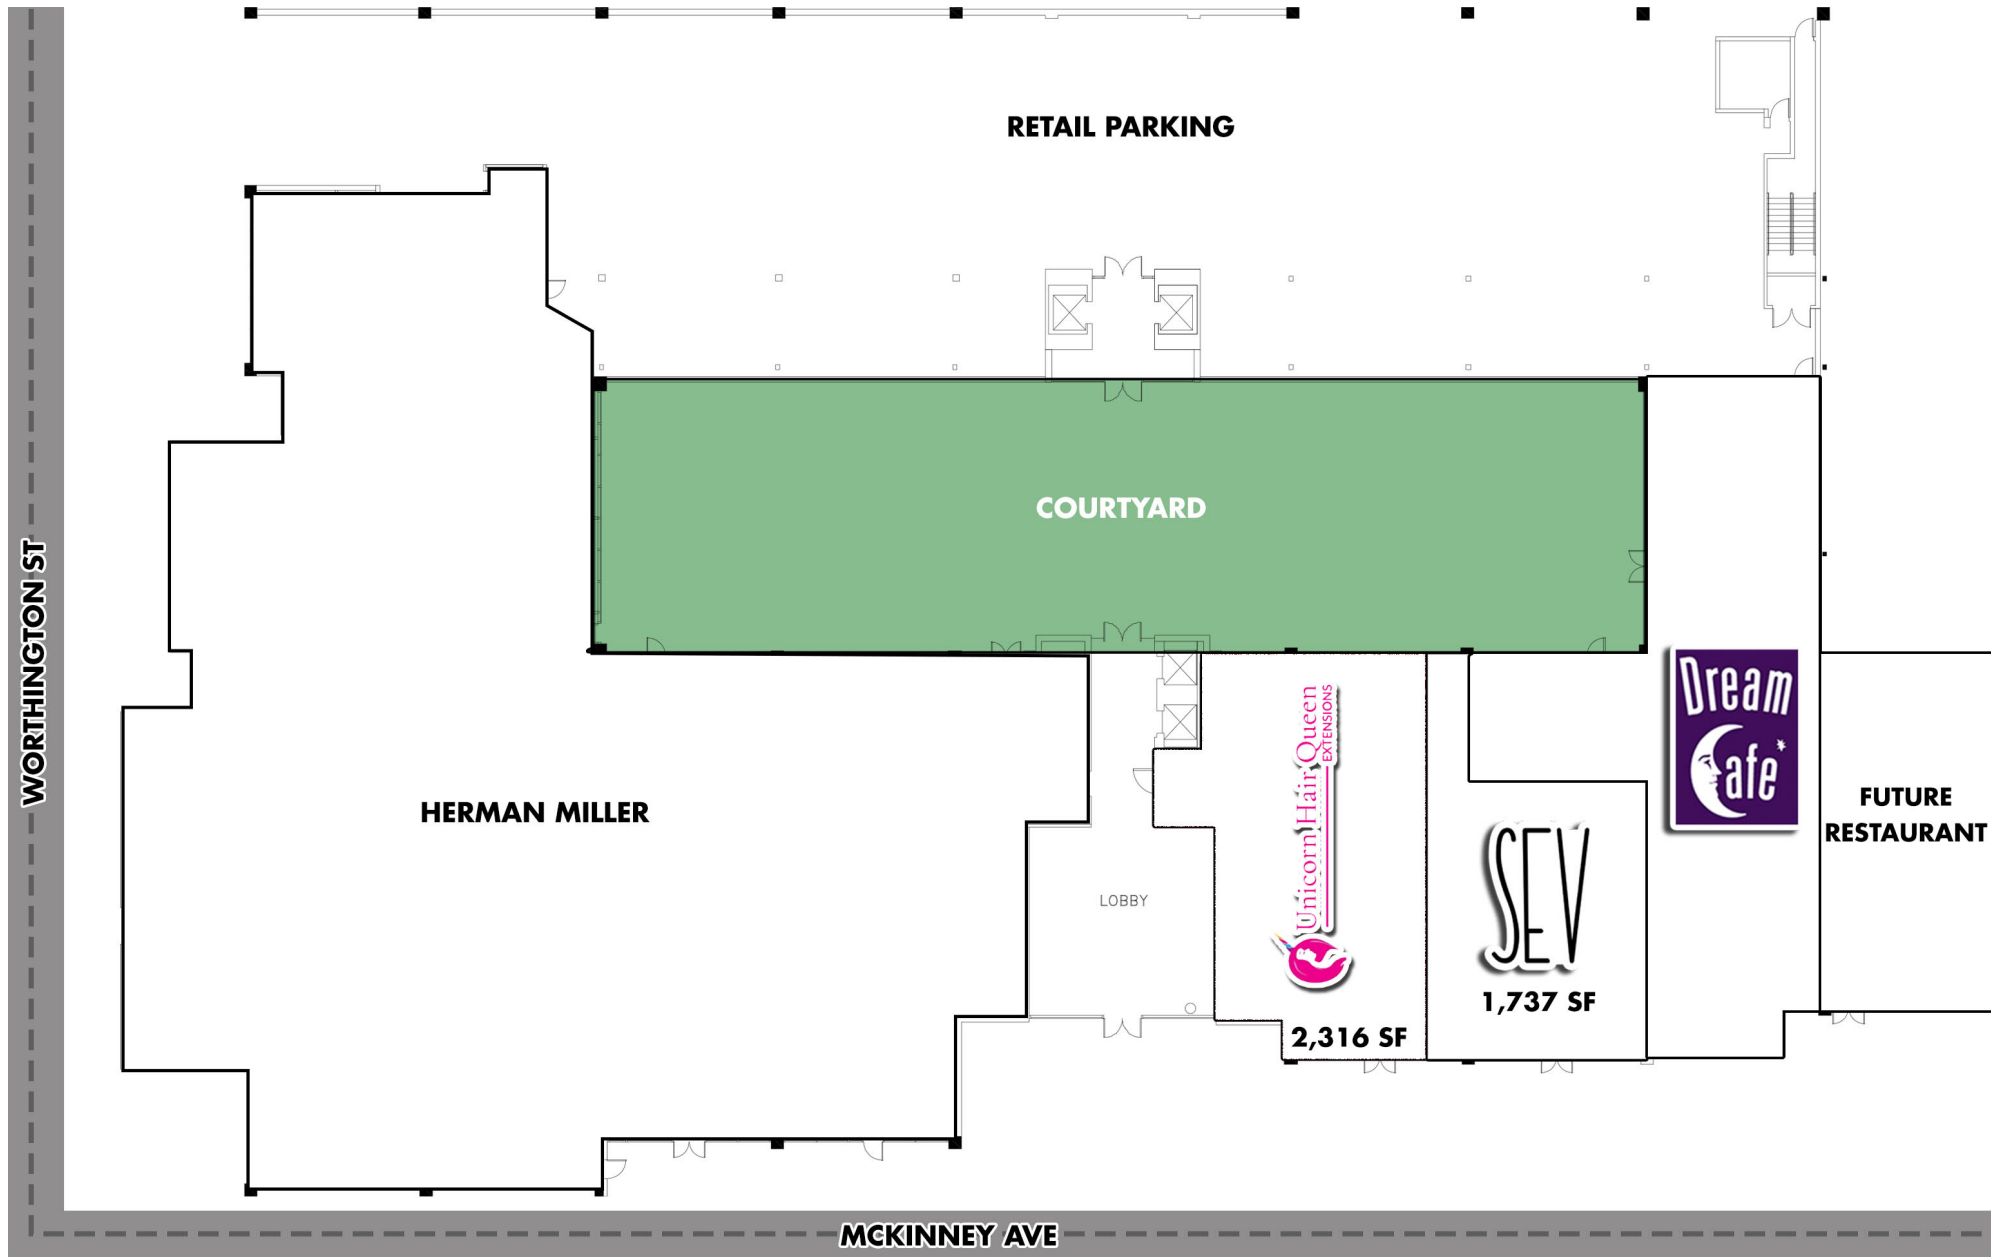 RETAIL PARKING
COURTYARD
WORTHINGTON ST
HERMAN MILLER
LOBBY
Unicorn Hair Queen
EXTENSIONS
2,316 SF
SEV
1,737 SF
Dream
Cafe
FUTURE
RESTAURANT
MCKINNEY AVE